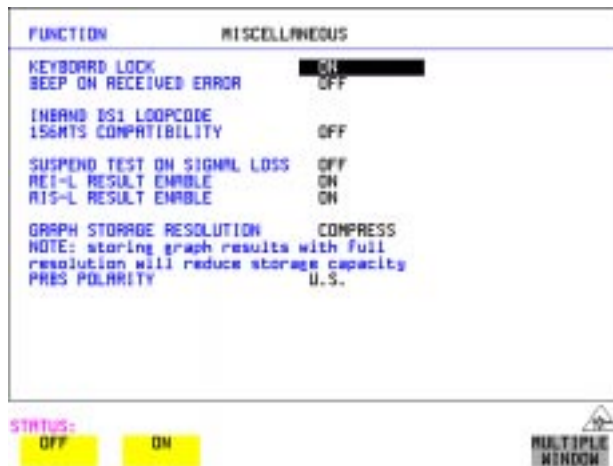 FUNCTION MISCELLANEOUS
KEYBOARD LOCK ON
BEEP ON RECEIVED ERROR OFF
INBAND DS1 LOOPCODE
156MTS COMPATIBILITY OFF
SUSPEND TEST ON SIGNAL LOSS OFF
REI-L RESULT ENABLE ON
AIS-L RESULT ENABLE ON
GRAPH STORAGE RESOLUTION COMPRESS
NOTE: storing graph results with full
resolution will reduce storage capacity
PRBS POLARITY U.S.
STATUS:
OFF ON MULTIPLE
WINDOW